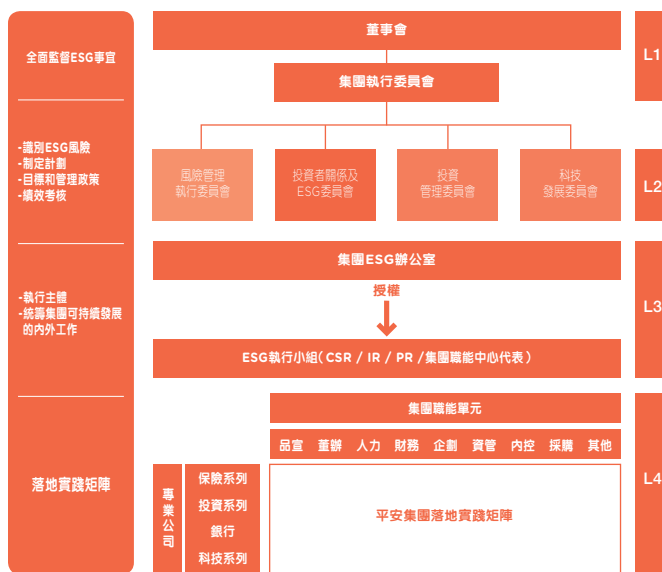 全面監督ESG事宜
董事會
集團執行委員會
L1
-識別ESG風險
-制定計劃
-目標和管理政策
-績效考核
風險管理
執行委員會
投資者關係及
ESG委員會
投資
管理委員會
科技
發展委員會
L2
-執行主體
-統籌集團可持續發展
的內外工作
集團ESG辦公室
授權
ESG執行小組(CSR / IR / PR /集團職能中心代表)
L3
落地實踐矩陣
集團職能單元
品宣 董辦 人力 財務 企劃 資管 內控 採購 其他
專業公司
保險系列
投資系列
銀行
科技系列
平安集團落地實踐矩陣
L4